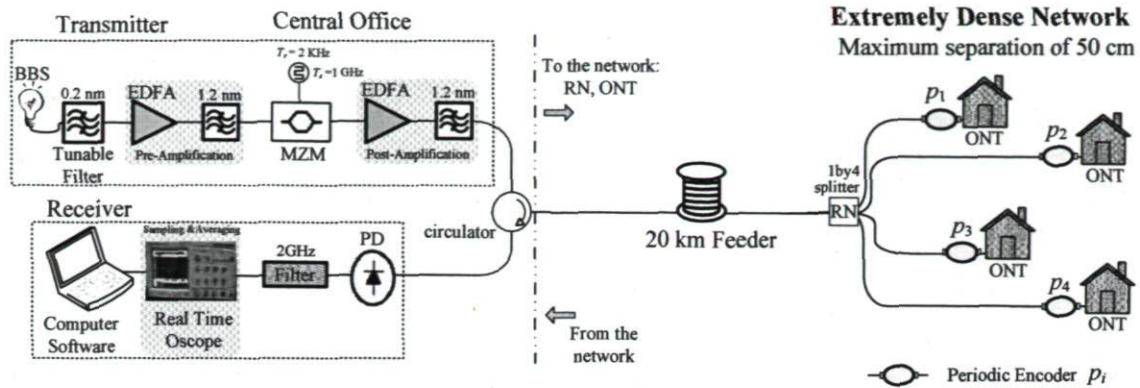 Transmitter
Central Office
Extremely Dense Network
Maximum separation of 50 cm
Tr = 2 KHz
Tr =1 GHz
BBS
0.2 nm
EDFA
1.2 nm
EDFA
1.2 nm
Tunable
Filter
Pre-Amplification
MZM
Post-Amplification
To the network:
RN, ONT
p1
ONT
p2
ONT
1by4
splitter
RN
p3
ONT
p4
ONT
circulator
20 km Feeder
Receiver
Sampling &Averaging
2GHz
Filter
PD
Computer
Software
Real Time
Oscope
From the
network
Periodic Encoder pi